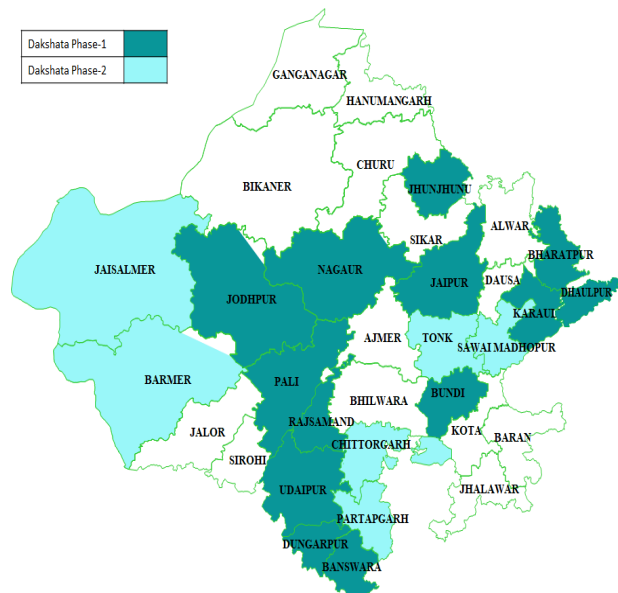 Dakshata Phase-1
Dakshata Phase-2
GANGANAGAR
HANUMANGARH
CHURU
BIKANER
JHUNJHUNU
ALWAR
SIKAR
BHARATPUR
JAISALMER
NAGAUR
JAIPUR
DAUSA
DHAULPUR
JODHPUR
KARAULI
AJMER
TONK
SAWAI MADHOPUR
BARMER
PALI
BHILWARA
BUNDI
RAJSAMAND
JALOR
KOTA
BARAN
CHITTORGARH
SIROHI
UDAIPUR
JHALAWAR
PARTAPGARH
DUNGARPUR
BANSWARA